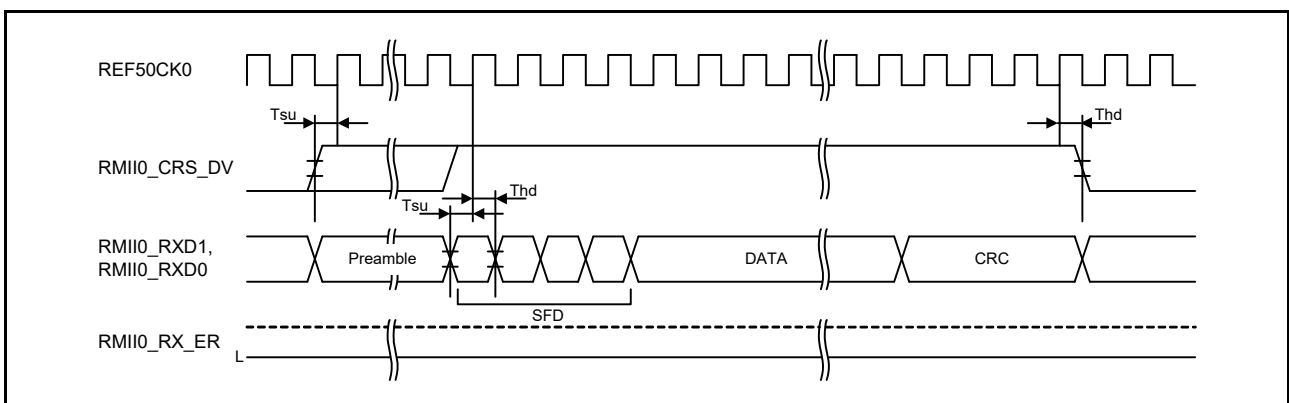 REF50CK0
Tsu
Thd
RMII0_CRS_DV
Thd
Tsu
RMII0_RXD1,
RMII0_RXD0
Preamble
DATA
CRC
SFD
RMII0_RX_ER
L